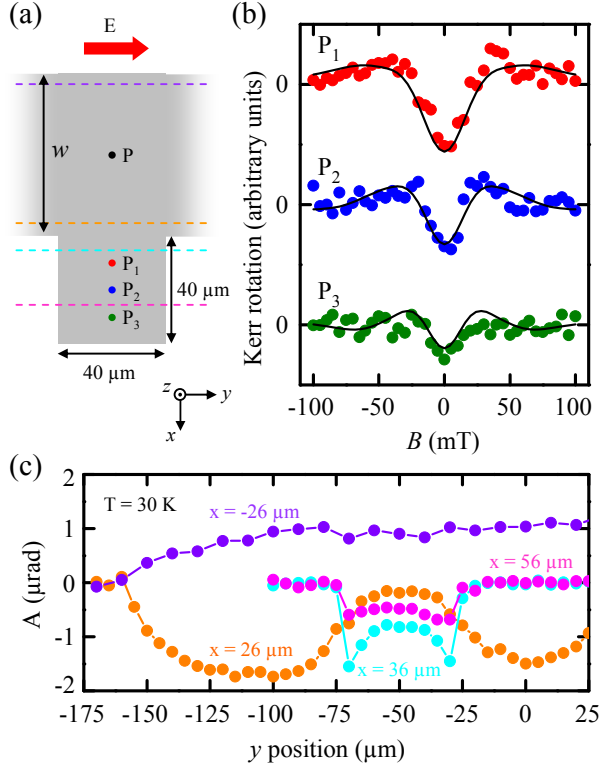 (a)
E
w
P
P₁
P₂
P₃
40 µm
40 µm
z
y
x
(b)
P₁
P₂
P₃
0
0
0
Kerr rotation (arbitrary units)
-100 -50 0 50 100
B (mT)
(c)
T = 30 K
x = -26 µm
x = 56 µm
x = 26 µm
x = 36 µm
2
1
0
-1
-2
A (µrad)
-175 -150 -125 -100 -75 -50 -25 0 25
y position (µm)